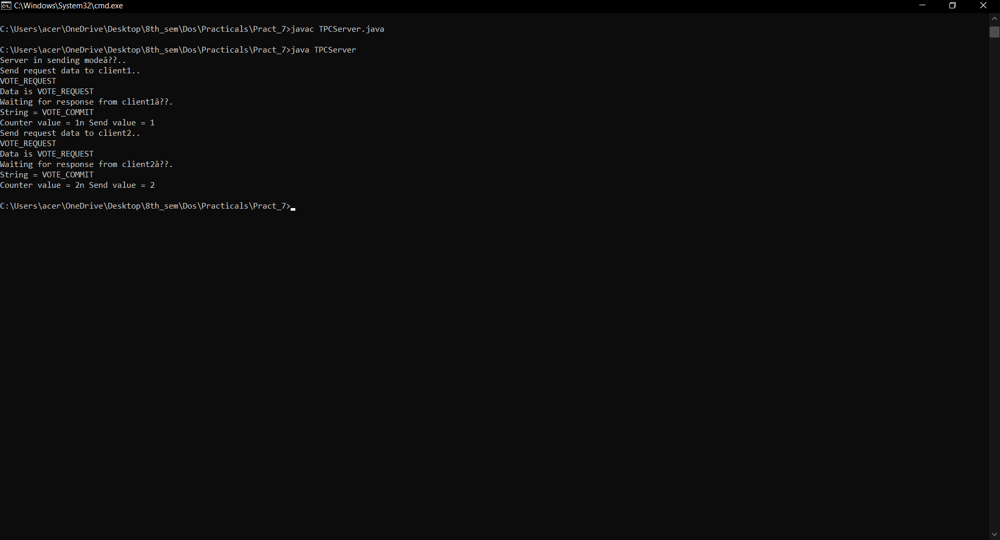 C:\Windows\System32\cmd.exe
C:\Users\acer\OneDrive\Desktop\8th_sem\Dos\Practicals\Pract_7>javac TPCServer.java
C:\Users\acer\OneDrive\Desktop\8th_sem\Dos\Practicals\Pract_7>java TPCServer
Server in sending modeâ??..
Send request data to client1..
VOTE_REQUEST
Data is VOTE_REQUEST
Waiting for response from client1â??.
String = VOTE_COMMIT
Counter value = 1n Send value = 1
Send request data to client2..
VOTE_REQUEST
Data is VOTE_REQUEST
Waiting for response from client2â??.
String = VOTE_COMMIT
Counter value = 2n Send value = 2
C:\Users\acer\OneDrive\Desktop\8th_sem\Dos\Practicals\Pract_7>